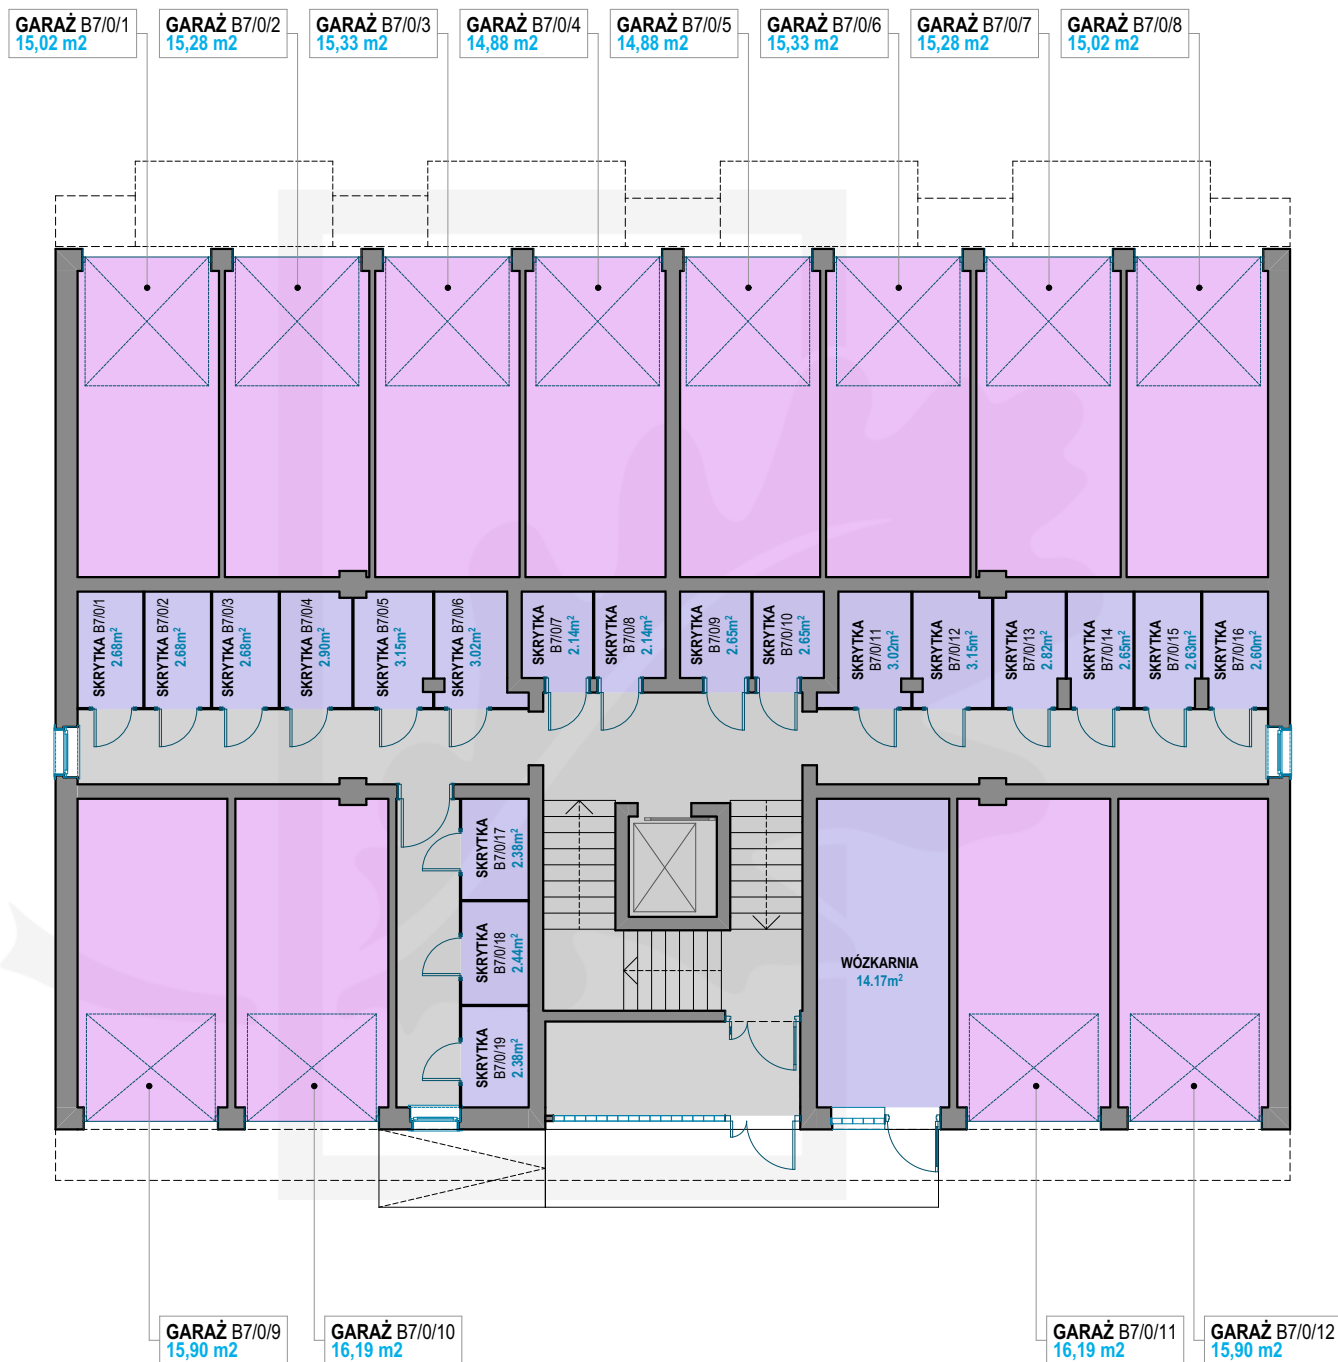 GARAŻ B7/0/1
15,02 m2
GARAŻ B7/0/2
15,28 m2
GARAŻ B7/0/3
15,33 m2
GARAŻ B7/0/4
14,88 m2
GARAŻ B7/0/5
14,88 m2
GARAŻ B7/0/6
15,33 m2
GARAŻ B7/0/7
15,28 m2
GARAŻ B7/0/8
15,02 m2
SKRYTKA B7/0/1
2.68m²
SKRYTKA B7/0/2
2.68m²
SKRYTKA B7/0/3
2.68m²
SKRYTKA B7/0/4
2.90m²
SKRYTKA B7/0/5
3.15m²
SKRYTKA B7/0/6
3.02m²
SKRYTKA
B7/0/7
2.14m²
SKRYTKA
B7/0/8
2.14m²
SKRYTKA
B7/0/9
2.65m²
SKRYTKA
B7/0/10
2.65m²
SKRYTKA
B7/0/11
3.02m²
SKRYTKA
B7/0/12
3.15m²
SKRYTKA
B7/0/13
2.82m²
SKRYTKA
B7/0/14
2.65m²
SKRYTKA
B7/0/15
2.63m²
SKRYTKA
B7/0/16
2.60m²
SKRYTKA
B7/0/17
2.38m²
SKRYTKA
B7/0/18
2.44m²
SKRYTKA
B7/0/19
2.38m²
WÓZKARNIA
14.17m²
GARAŻ B7/0/9
15,90 m2
GARAŻ B7/0/10
16,19 m2
GARAŻ B7/0/11
16,19 m2
GARAŻ B7/0/12
15,90 m2